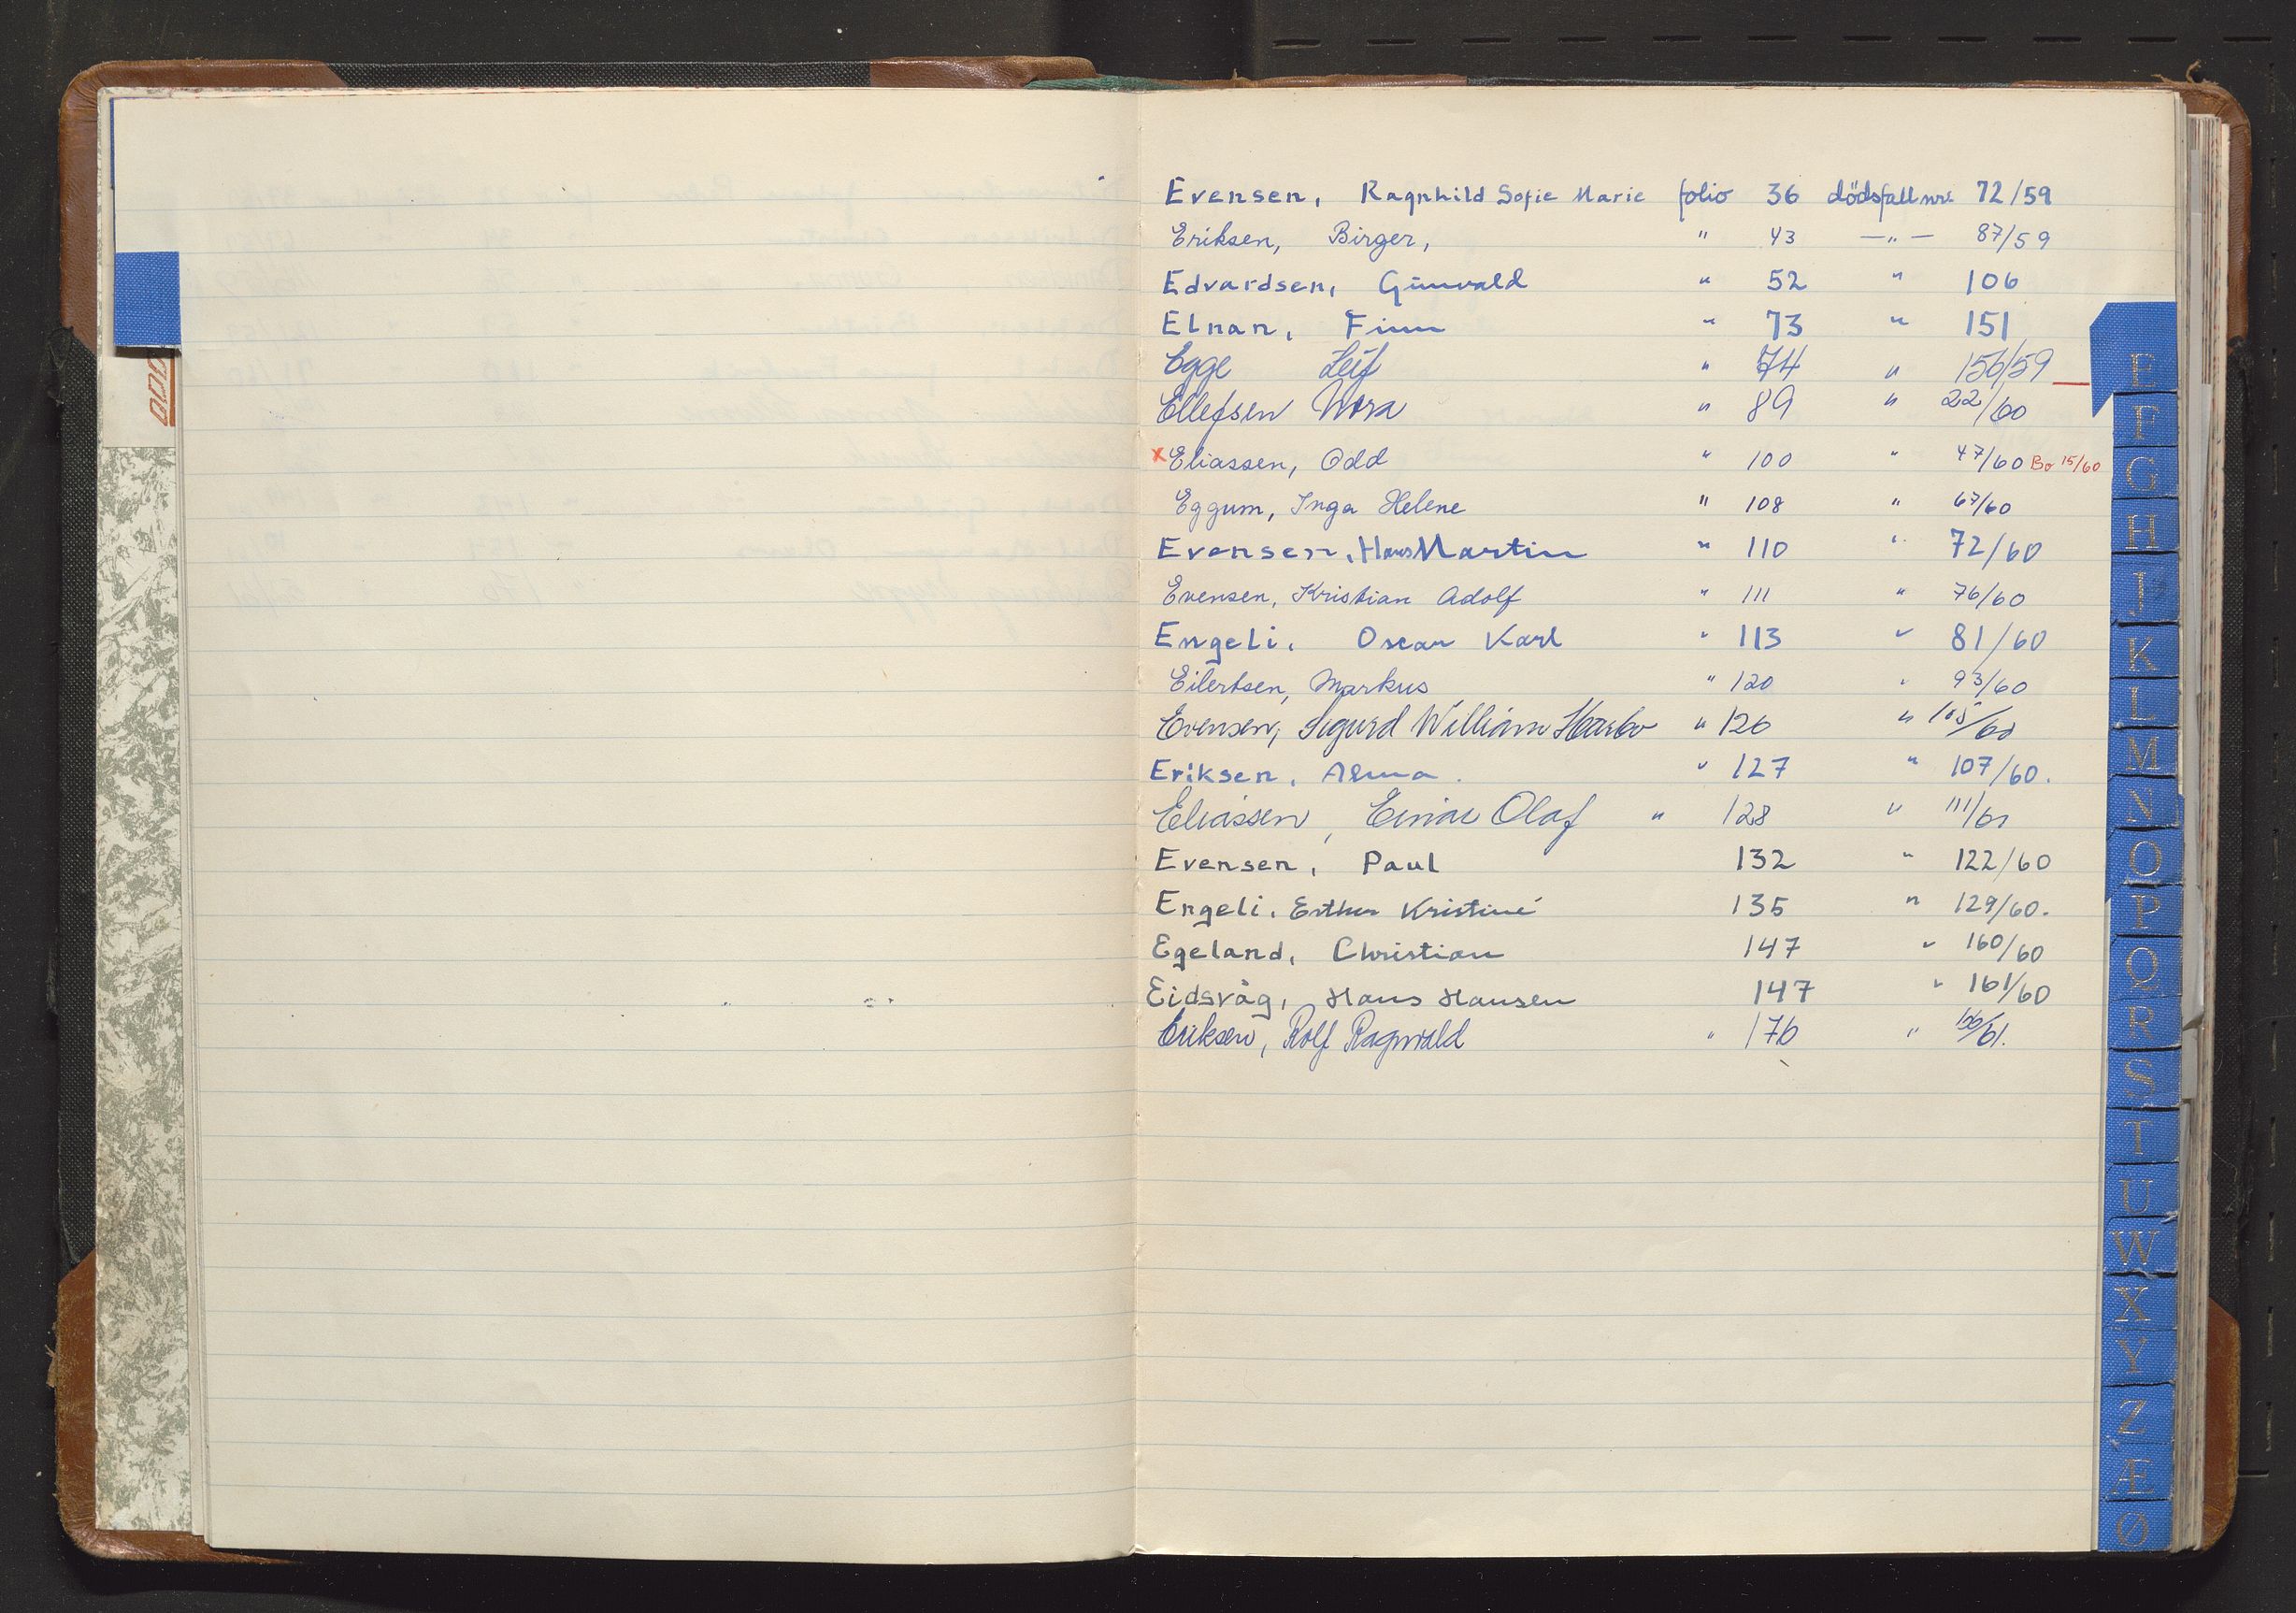 Evensen, Ragnhild Sofie Marie folio 36 dödsfall nr. 72/59
Eriksen, Birger, " 43 —"— 87/59
Edvardsen, Gunvald " 52 " 106
Elnan, Finn " 73 " 151
Egge Leif " 74 " 156/59
Ellefsen Nora " 89 " 22/60
x Eliassen, Odd " 100 " 47/60 Bo 15/60
Eggum, Inga Helene " 108 " 67/60
Evensen, Hans Martin " 110 " 72/60
Evensen, Kristian Adolf " 111 " 76/60
Engeli, Oscar Karl " 113 " 81/60
Eilertsen, Markus " 120 " 93/60
Evensen, Sigurd William Harbo " 126 " 105/60
Eriksen, Alma. " 127 " 107/60.
Eliassen, Einar Olaf " 128 " 111/60
Evensen, Paul 132 " 122/60
Engeli, Esther Kristine 135 " 129/60.
Egeland, Christian 147 " 160/60
Eidsvåg, Hans Hansen 147 " 161/60
Eriksen, Rolf Ragnvald " 176 " /61.
E
F
G
H
I
K
L
M
N
O
P
Q
R
S
T
U
W
X
Y
Z
Æ
Ø